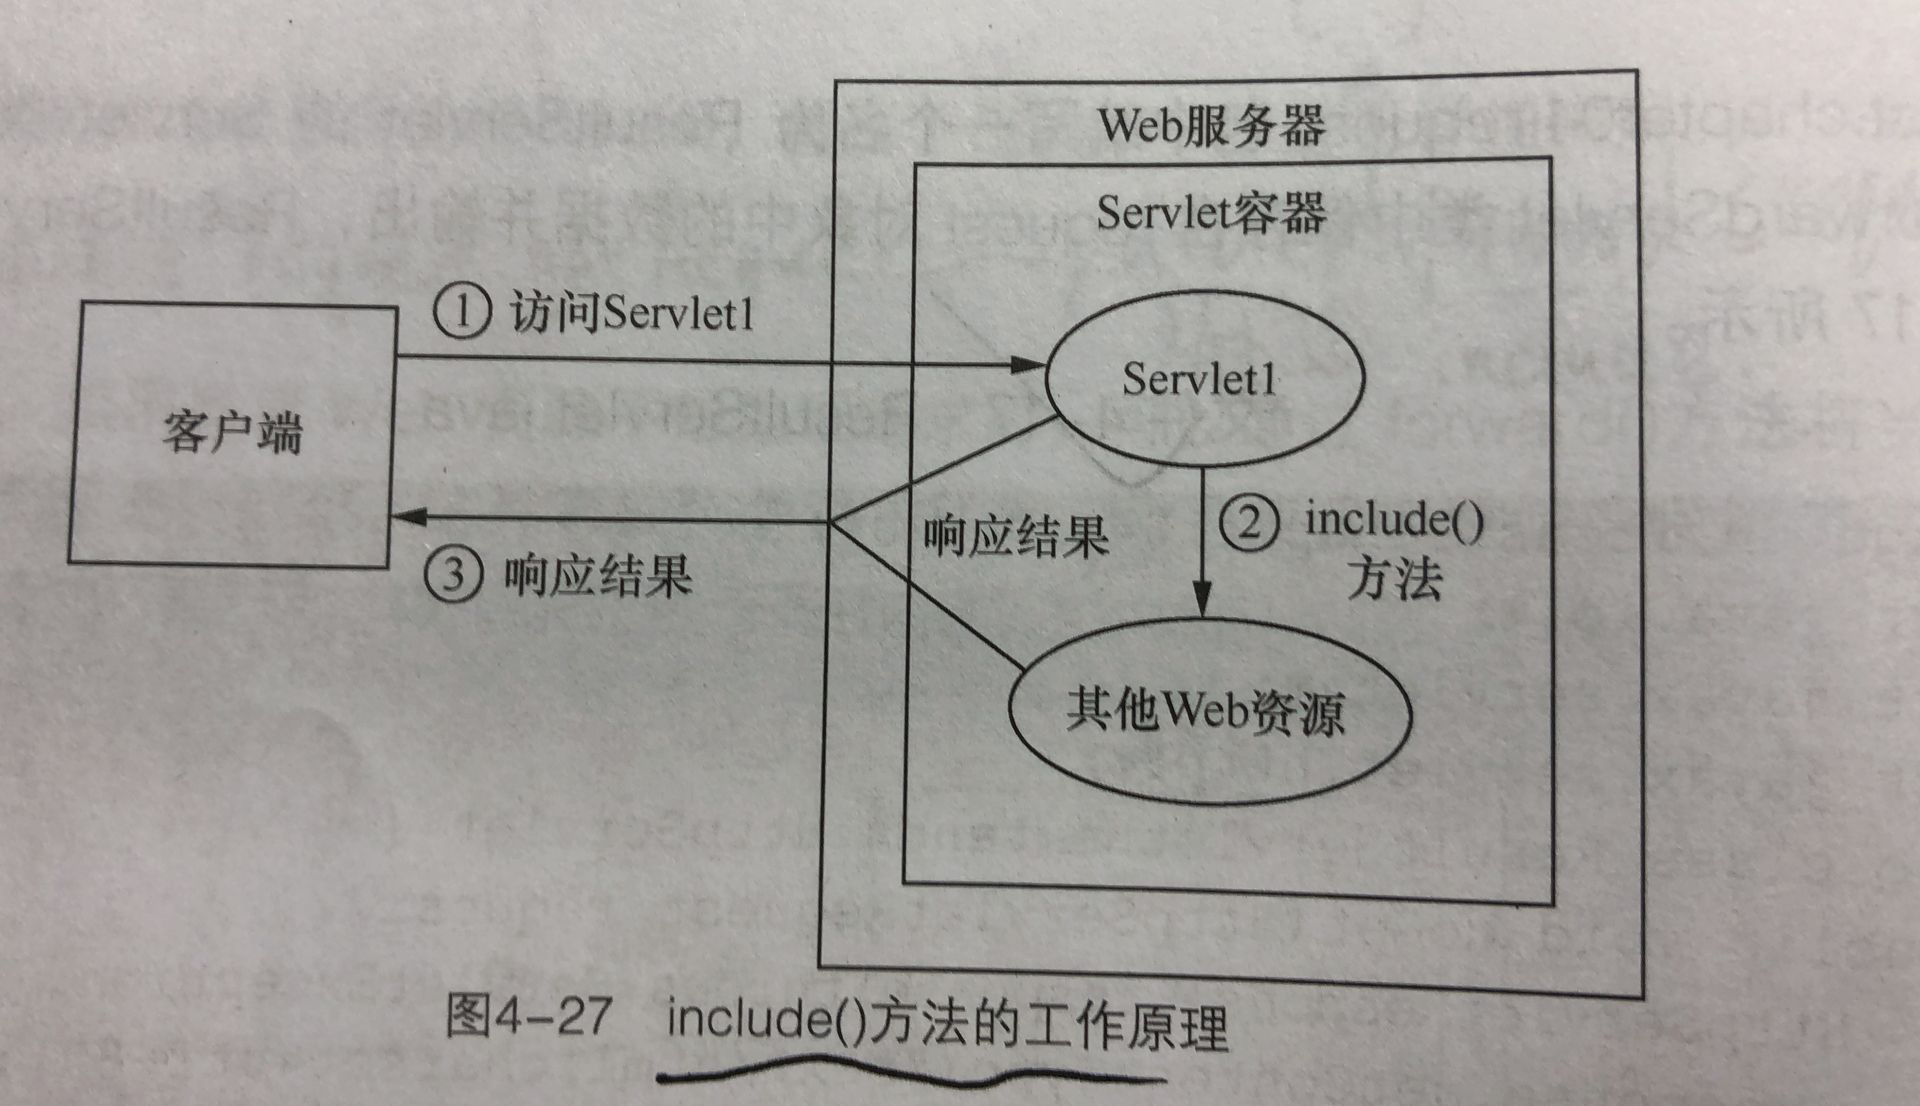 Web服务器
Servlet容器
① 访问Servlet1
Servlet1
客户端
响应结果
② include()
方法
③ 响应结果
其他Web资源
图4-27 include()方法的工作原理